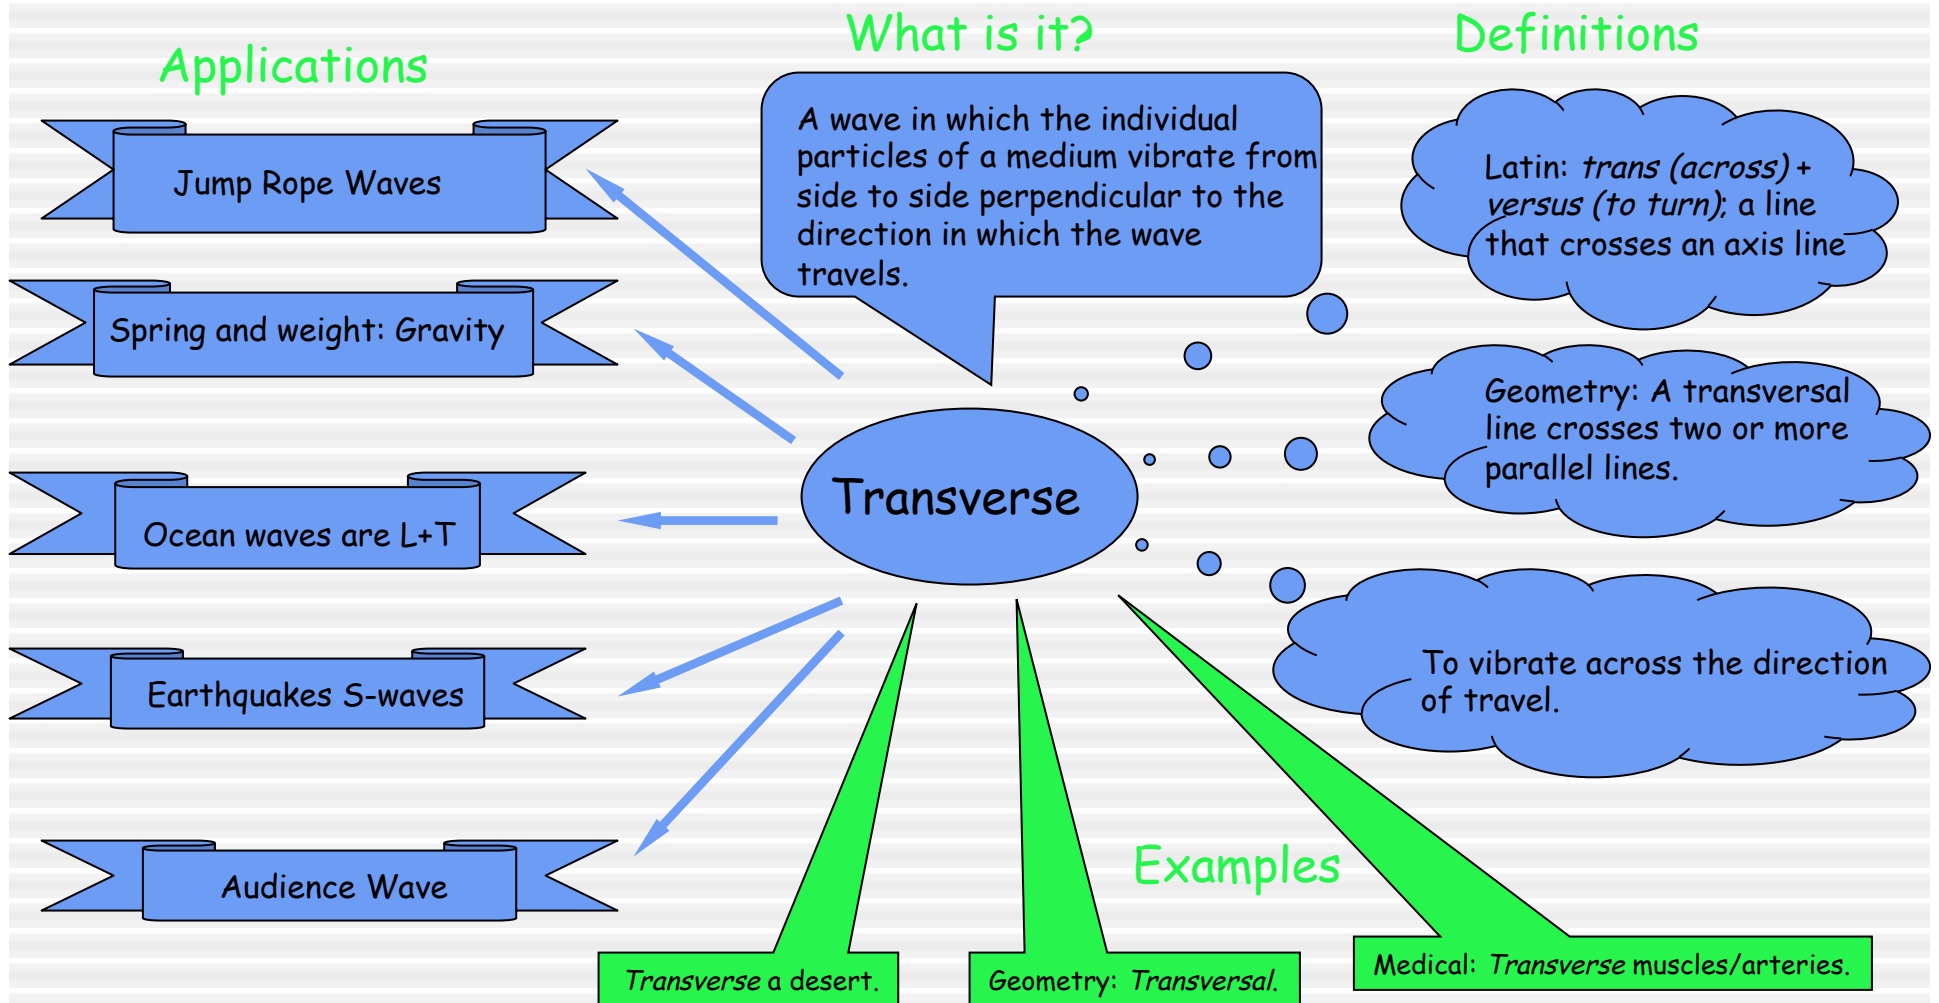 What is it?
Definitions
Applications
A wave in which the individual
particles of a medium vibrate from
side to side perpendicular to the
direction in which the wave
travels.
Latin: trans (across) +
versus (to turn); a line
that crosses an axis line
Jump Rope Waves
Spring and weight: Gravity
Geometry: A transversal
line crosses two or more
parallel lines.
Transverse
Ocean waves are L+T
To vibrate across the direction
of travel.
Earthquakes S-waves
Audience Wave
Examples
Transverse a desert.
Geometry: Transversal.
Medical: Transverse muscles/arteries.